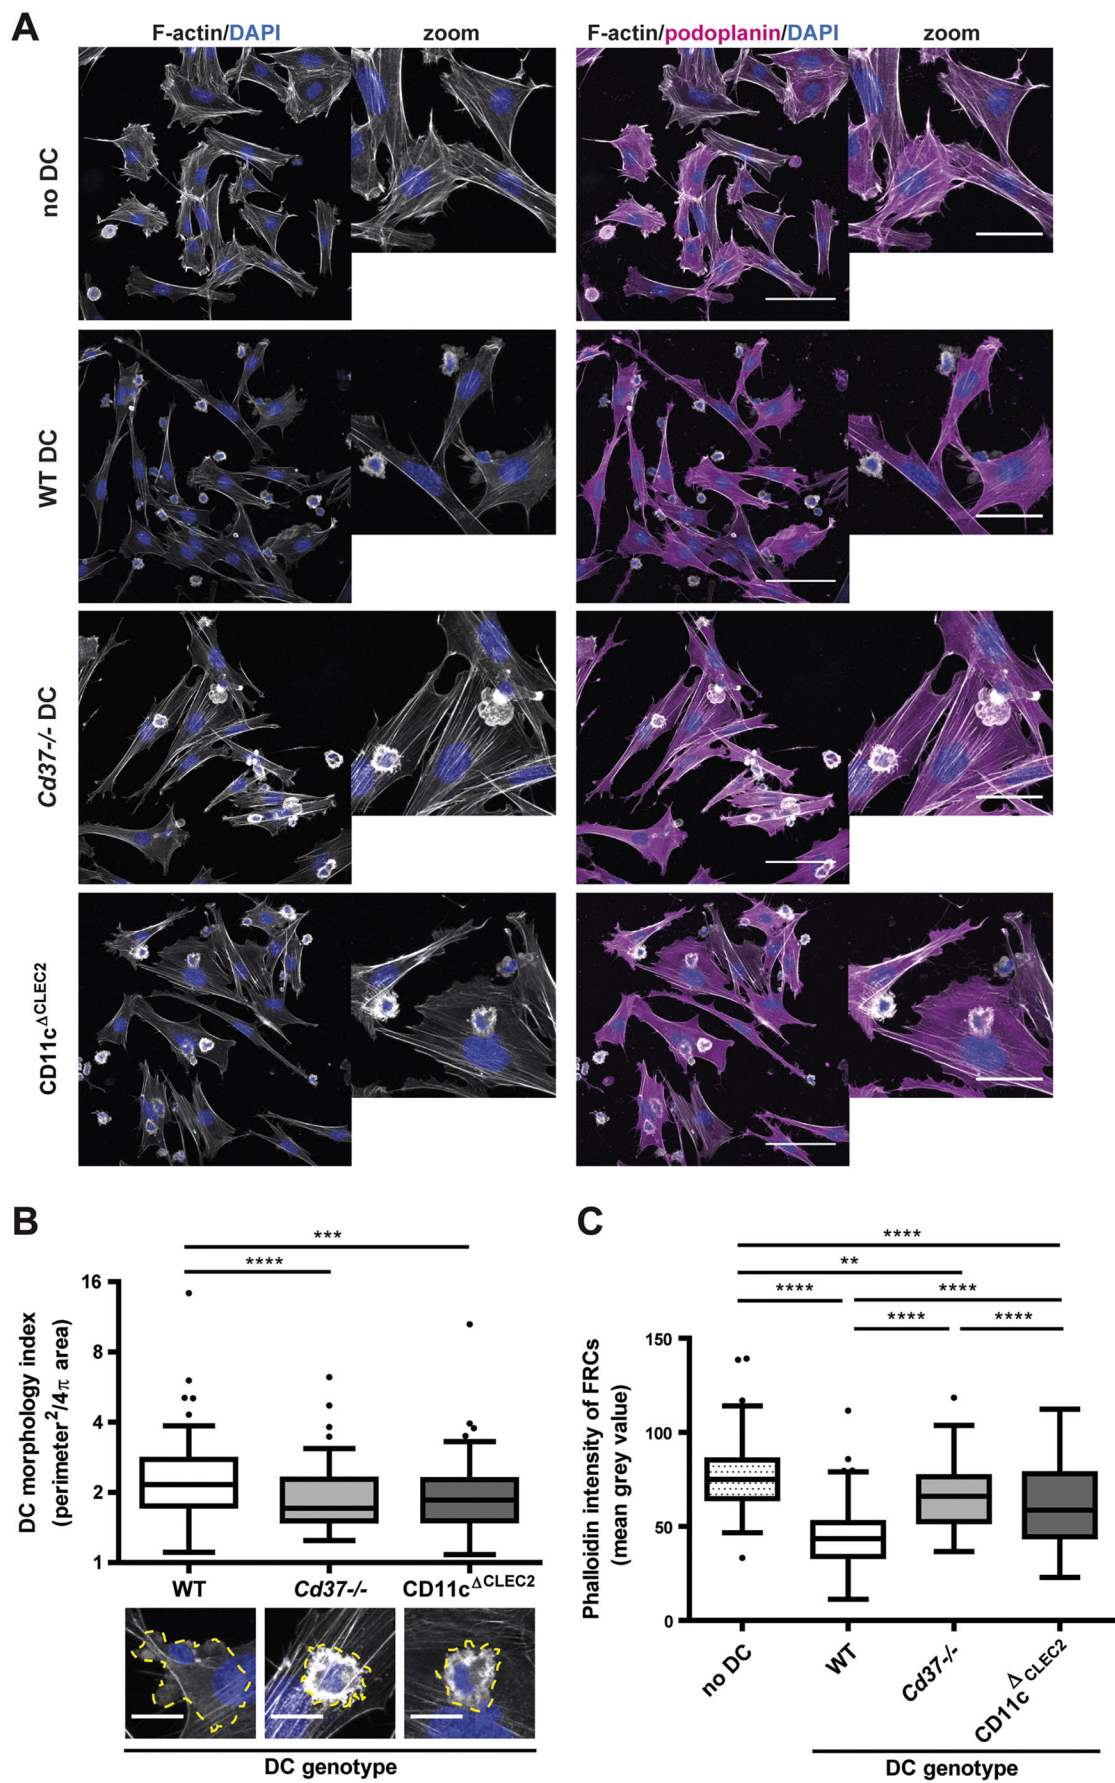 A
F-actin/DAPI zoom F-actin/podoplanin/DAPI zoom
no DC
WT DC
Cd37-/- DC
CD11cΔCLEC2
B
*** 
****
16
8
4
2
1
DC morphology index
(perimeter2/4π area)
WT Cd37-/- CD11cΔCLEC2
DC genotype
C
****
**
**** ****
**** ****
150
100
50
0
Phalloidin intensity of FRCs
(mean grey value)
no DC WT Cd37-/- CD11cΔCLEC2
DC genotype